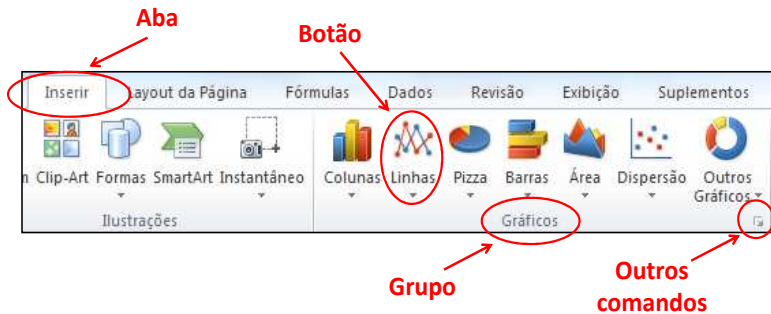 Aba
Botão
Inserir Layout da Página Fórmulas Dados Revisão Exibição Suplementos
Clip-Art Formas SmartArt Instantâneo Colunas Linhas Pizza Barras Área Dispersão Outros
Gráficos
Ilustrações Gráficos
Grupo
Outros
comandos